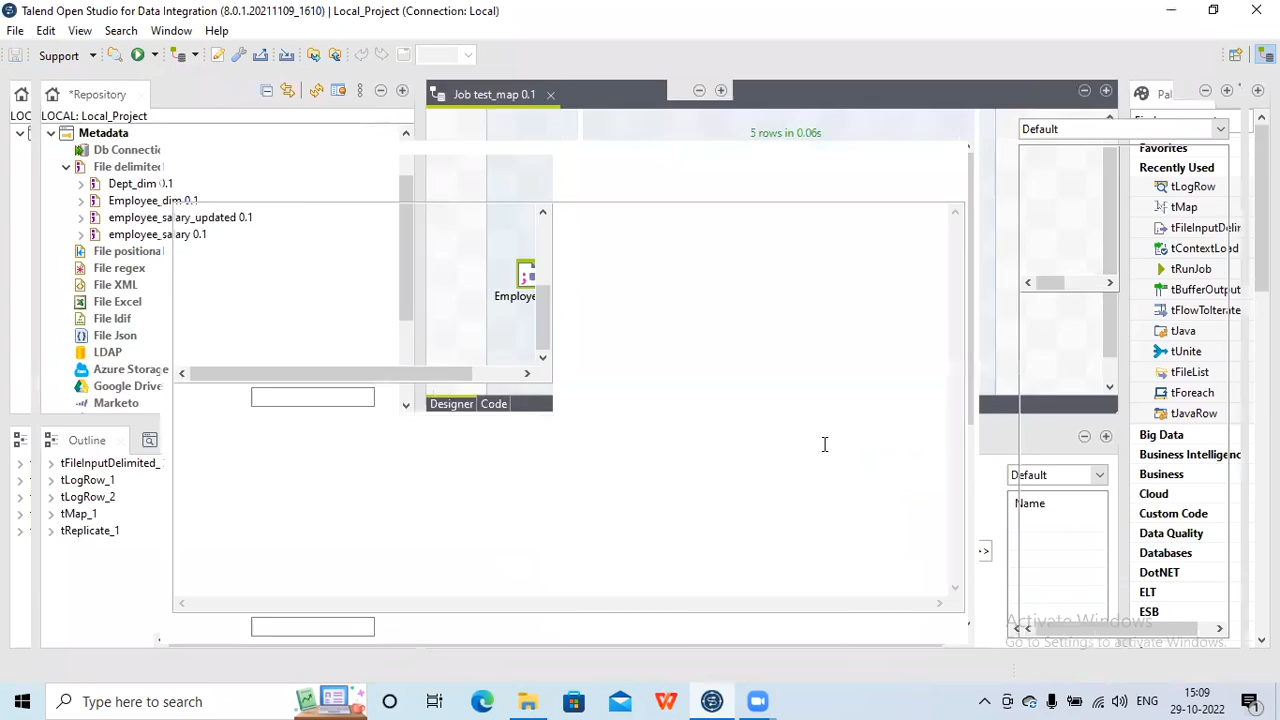 Talend Open Studio for Data Integration (8.0.1.20211109_1610) | Local_Project (Connection: Local)
File Edit View Search Window Help
Support
*Repository
Job test_map 0.1
LOCAL: Local_Project
Metadata
Db Connectic
File delimited
Dept_dim 0.1
Employee_dim 0.1
employee_salary_updated 0.1
employee_salary 0.1
File positiona
File regex
File XML
File Excel
File ldif
File Json
LDAP
Azure Storage
Google Drive
Marketo
5 rows in 0.06s
Employe
Designer Code
Outline
tFileInputDelimited_
tLogRow_1
tLogRow_2
tMap_1
tReplicate_1
Default
Default
Name
>>
Pal
Favorites
Recently Used
tLogRow
tMap
tFileInputDelir
tContextLoad
tRunJob
tBufferOutput
tFlowToIterate
tJava
tUnite
tFileList
tForeach
tJavaRow
Big Data
Business Intelligenc
Business
Cloud
Custom Code
Data Quality
Databases
DotNET
ELT
ESB
Activate Windows
Go to Settings to activate Windows.
Type here to search
ENG
15:09
29-10-2022